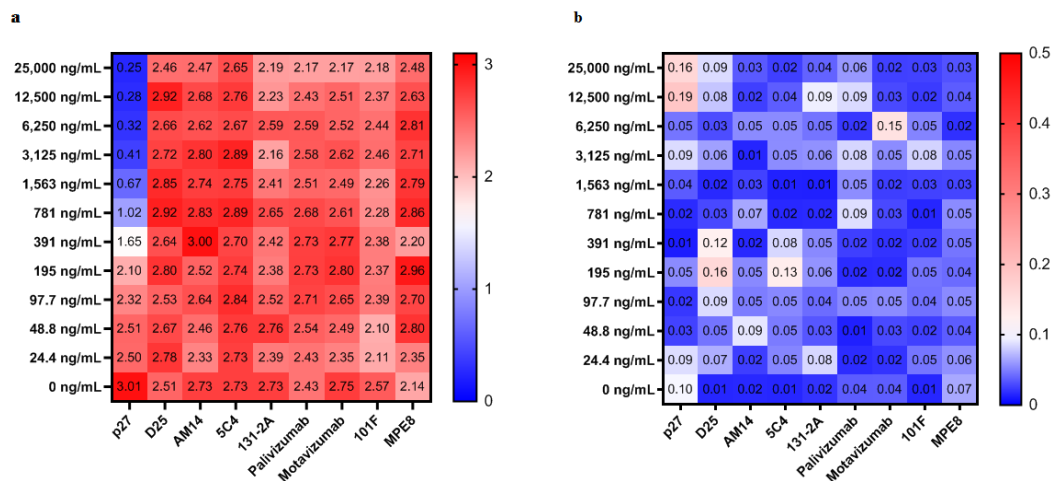 a
25,000 ng/mL 0.25 2.46 2.47 2.65 2.19 2.17 2.17 2.18 2.48
12,500 ng/mL 0.28 2.92 2.68 2.76 2.23 2.43 2.51 2.37 2.63
6,250 ng/mL 0.32 2.66 2.62 2.67 2.59 2.59 2.52 2.44 2.81
3,125 ng/mL 0.41 2.72 2.80 2.89 2.16 2.58 2.62 2.46 2.71
1,563 ng/mL 0.67 2.85 2.74 2.75 2.41 2.51 2.49 2.26 2.79
781 ng/mL 1.02 2.92 2.83 2.89 2.65 2.68 2.61 2.28 2.86
391 ng/mL 1.65 2.64 3.00 2.70 2.42 2.73 2.77 2.38 2.20
195 ng/mL 2.10 2.80 2.52 2.74 2.38 2.73 2.80 2.37 2.96
97.7 ng/mL 2.32 2.53 2.64 2.84 2.52 2.71 2.65 2.39 2.70
48.8 ng/mL 2.51 2.67 2.46 2.76 2.76 2.54 2.49 2.10 2.80
24.4 ng/mL 2.50 2.78 2.33 2.73 2.39 2.43 2.35 2.11 2.35
0 ng/mL 3.01 2.51 2.73 2.73 2.73 2.43 2.75 2.57 2.14
p27 D25 AM14 5C4 131-2A Palivizumab Motavizumab 101F MPE8
3
2
1
0
b
25,000 ng/mL 0.16 0.09 0.03 0.02 0.04 0.06 0.02 0.03 0.03
12,500 ng/mL 0.19 0.08 0.02 0.04 0.09 0.09 0.03 0.02 0.04
6,250 ng/mL 0.05 0.03 0.05 0.05 0.05 0.02 0.15 0.05 0.02
3,125 ng/mL 0.09 0.06 0.01 0.05 0.06 0.08 0.05 0.08 0.05
1,563 ng/mL 0.04 0.02 0.03 0.01 0.01 0.05 0.02 0.03 0.03
781 ng/mL 0.02 0.03 0.07 0.02 0.02 0.09 0.03 0.01 0.05
391 ng/mL 0.01 0.12 0.02 0.08 0.05 0.02 0.02 0.02 0.05
195 ng/mL 0.05 0.16 0.05 0.13 0.06 0.02 0.02 0.05 0.04
97.7 ng/mL 0.02 0.09 0.05 0.05 0.04 0.05 0.05 0.04 0.05
48.8 ng/mL 0.03 0.05 0.09 0.05 0.03 0.01 0.03 0.02 0.04
24.4 ng/mL 0.09 0.07 0.02 0.05 0.08 0.02 0.02 0.05 0.06
0 ng/mL 0.10 0.01 0.02 0.01 0.02 0.04 0.04 0.01 0.07
p27 D25 AM14 5C4 131-2A Palivizumab Motavizumab 101F MPE8
0.5
0.4
0.3
0.2
0.1
0